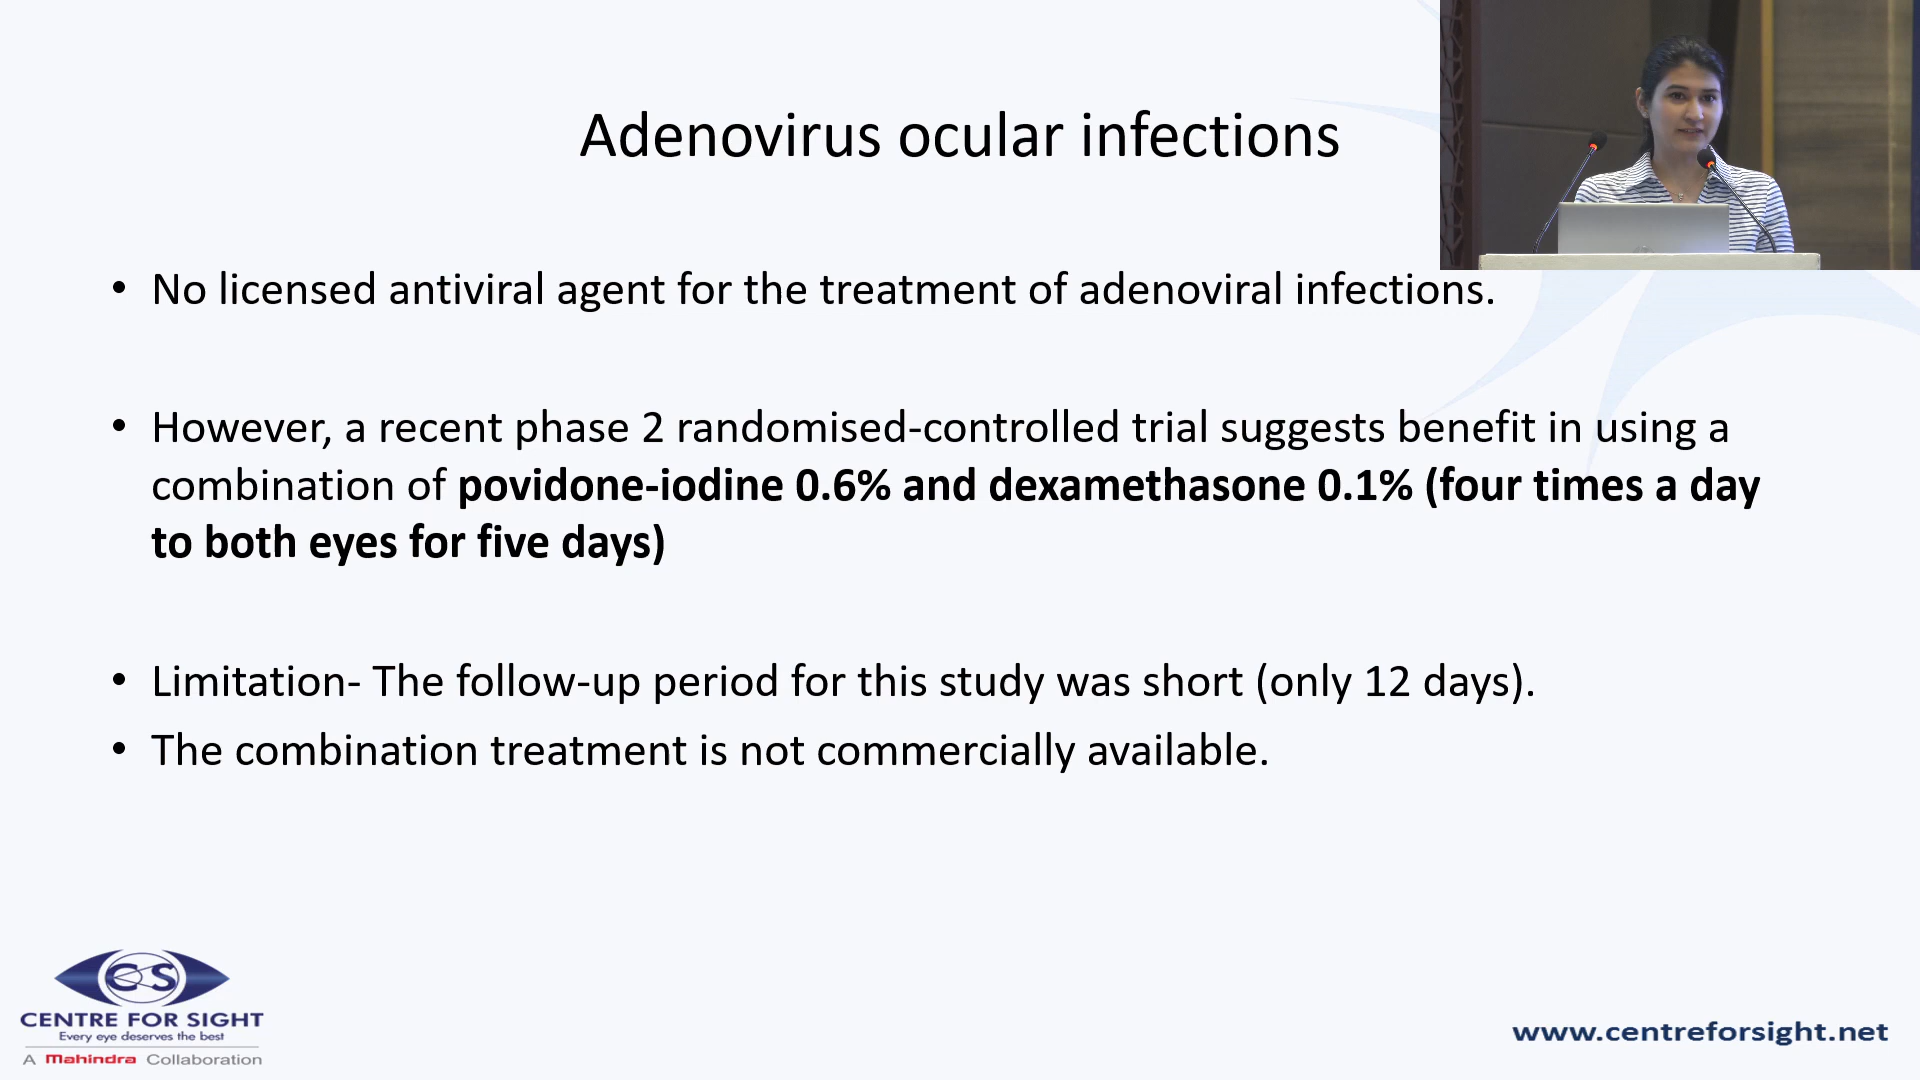 Adenovirus ocular infections
• No licensed antiviral agent for the treatment of adenoviral infections.
• However, a recent phase 2 randomised-controlled trial suggests benefit in using a
combination of povidone-iodine 0.6% and dexamethasone 0.1% (four times a day
to both eyes for five days)
• Limitation- The follow-up period for this study was short (only 12 days).
• The combination treatment is not commercially available.
CS
CENTRE FOR SIGHT
Every eye deserves the best
A Mahindra Collaboration
www.centreforsight.net